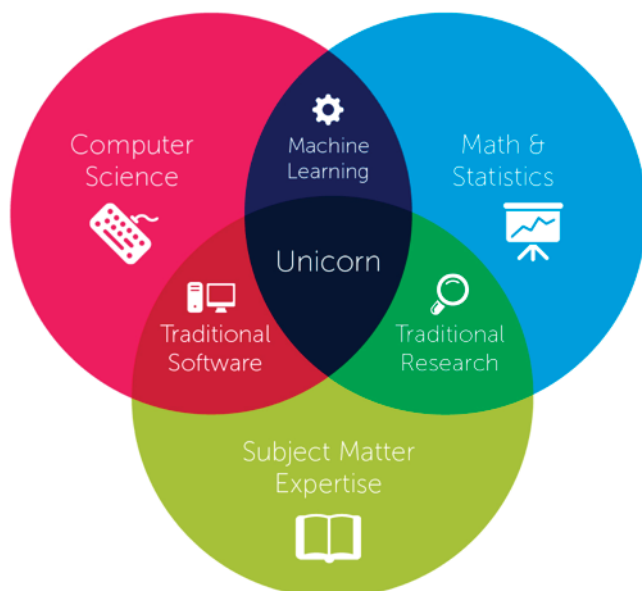 Computer
Science
Machine
Learning
Math &
Statistics
Unicorn
Traditional
Software
Traditional
Research
Subject Matter
Expertise